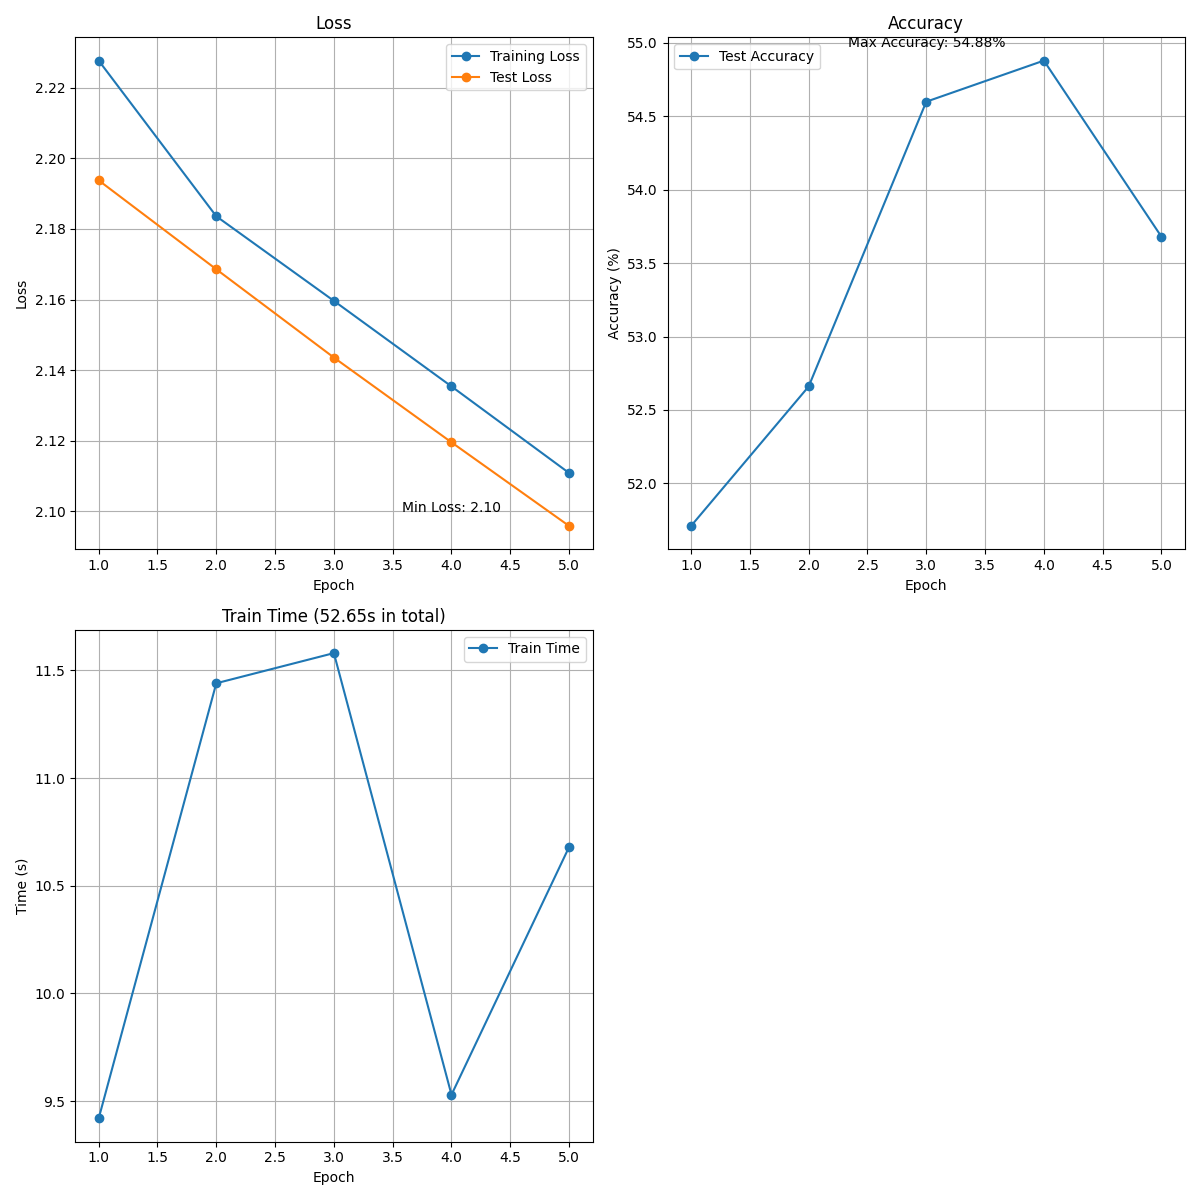 Loss
Training Loss
Test Loss
Loss
2.22
2.20
2.18
2.16
2.14
2.12
2.10
Min Loss: 2.10
1.0 1.5 2.0 2.5 3.0 3.5 4.0 4.5 5.0
Epoch
Accuracy
Max Accuracy: 54.88%
Test Accuracy
Accuracy (%)
55.0
54.5
54.0
53.5
53.0
52.5
52.0
1.0 1.5 2.0 2.5 3.0 3.5 4.0 4.5 5.0
Epoch
Train Time (52.65s in total)
Train Time
Time (s)
11.5
11.0
10.5
10.0
9.5
1.0 1.5 2.0 2.5 3.0 3.5 4.0 4.5 5.0
Epoch